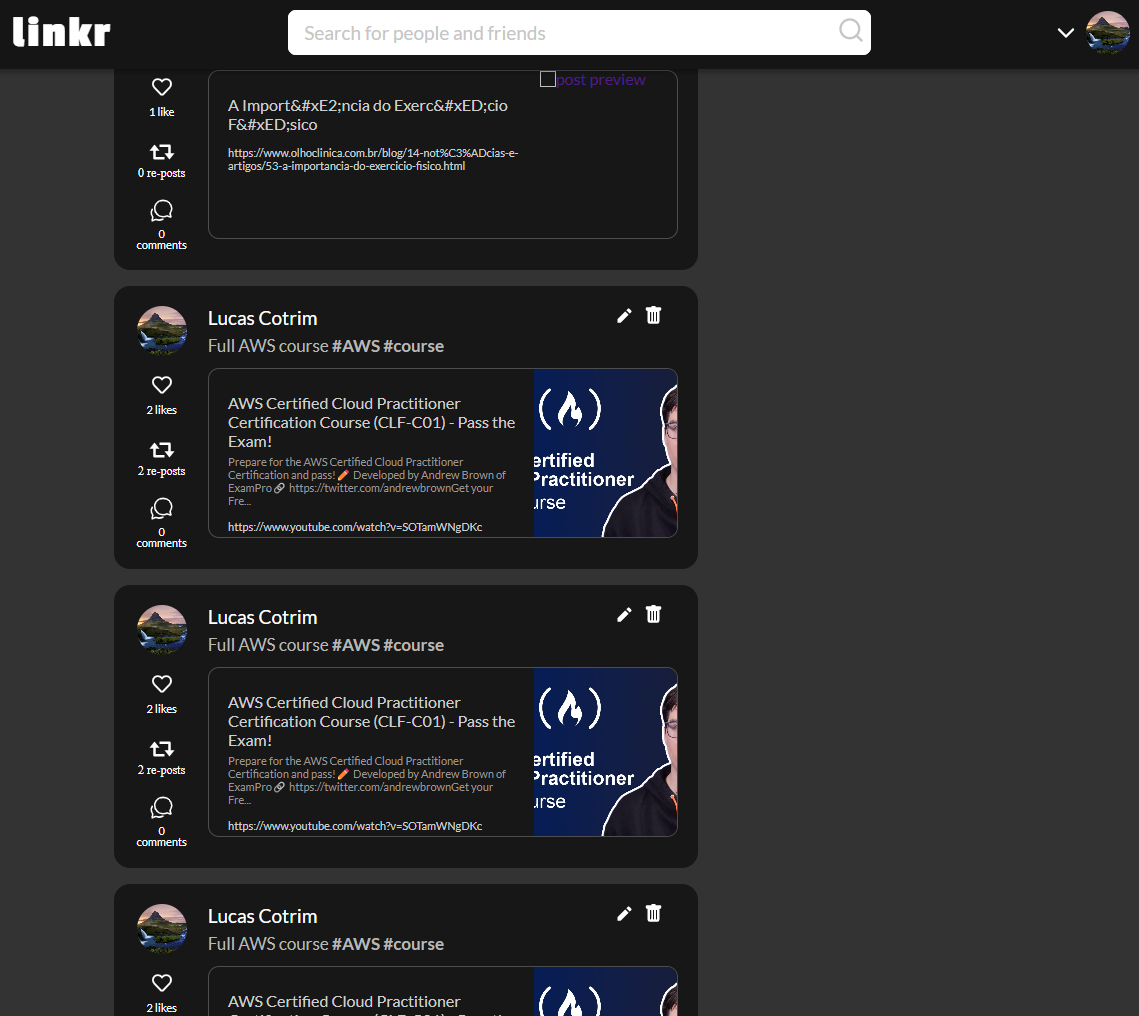 linkr
Search for people and friends
1 like
0 re-posts
0
comments
A Import&#xE2;ncia do Exerc&#xED;cio
F&#xED;sico
https://www.olhoclinica.com.br/blog/14-not%C3%ADcias-e-
artigos/53-a-importancia-do-exercicio-fisico.html
post preview
Lucas Cotrim
Full AWS course #AWS #course
2 likes
2 re-posts
0
comments
AWS Certified Cloud Practitioner
Certification Course (CLF-C01) - Pass the
Exam!
Prepare for the AWS Certified Cloud Practitioner
Certification and pass!✏️ Developed by Andrew Brown of
ExamPro🔗 https://twitter.com/andrewbrownGet your
Fre...
https://www.youtube.com/watch?v=SOTamWNgDKc
ertified
Practitioner
urse
Lucas Cotrim
Full AWS course #AWS #course
2 likes
2 re-posts
0
comments
AWS Certified Cloud Practitioner
Certification Course (CLF-C01) - Pass the
Exam!
Prepare for the AWS Certified Cloud Practitioner
Certification and pass!✏️ Developed by Andrew Brown of
ExamPro🔗 https://twitter.com/andrewbrownGet your
Fre...
https://www.youtube.com/watch?v=SOTamWNgDKc
ertified
Practitioner
urse
Lucas Cotrim
Full AWS course #AWS #course
2 likes
AWS Certified Cloud Practitioner